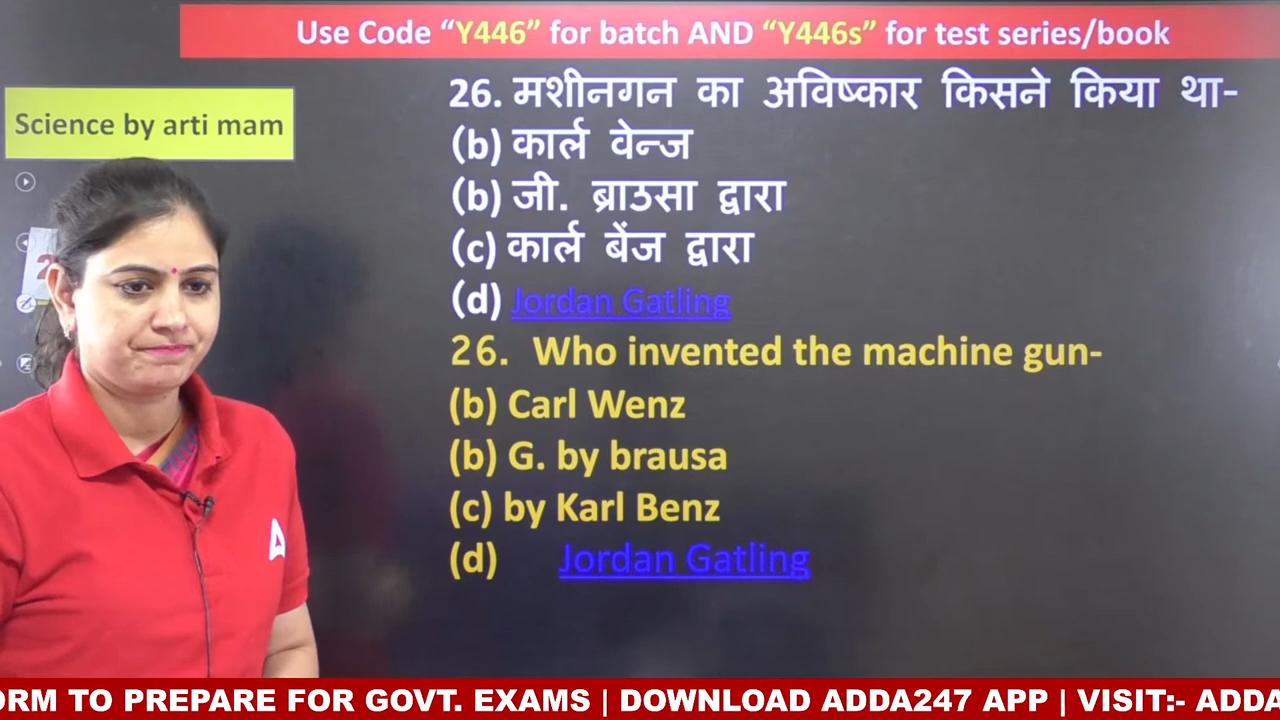 Use Code “Y446” for batch AND “Y446s” for test series/book
Science by arti mam
26. मशीनगन का अविष्कार किसने किया था-
(b) कार्ल वेन्ज
(b) जी. ब्राउसा द्वारा
(c) कार्ल बेंज द्वारा
(d) Jordan Gatling
26. Who invented the machine gun-
(b) Carl Wenz
(b) G. by brausa
(c) by Karl Benz
(d) Jordan Gatling
ORM TO PREPARE FOR GOVT. EXAMS | DOWNLOAD ADDA247 APP | VISIT:- ADDA